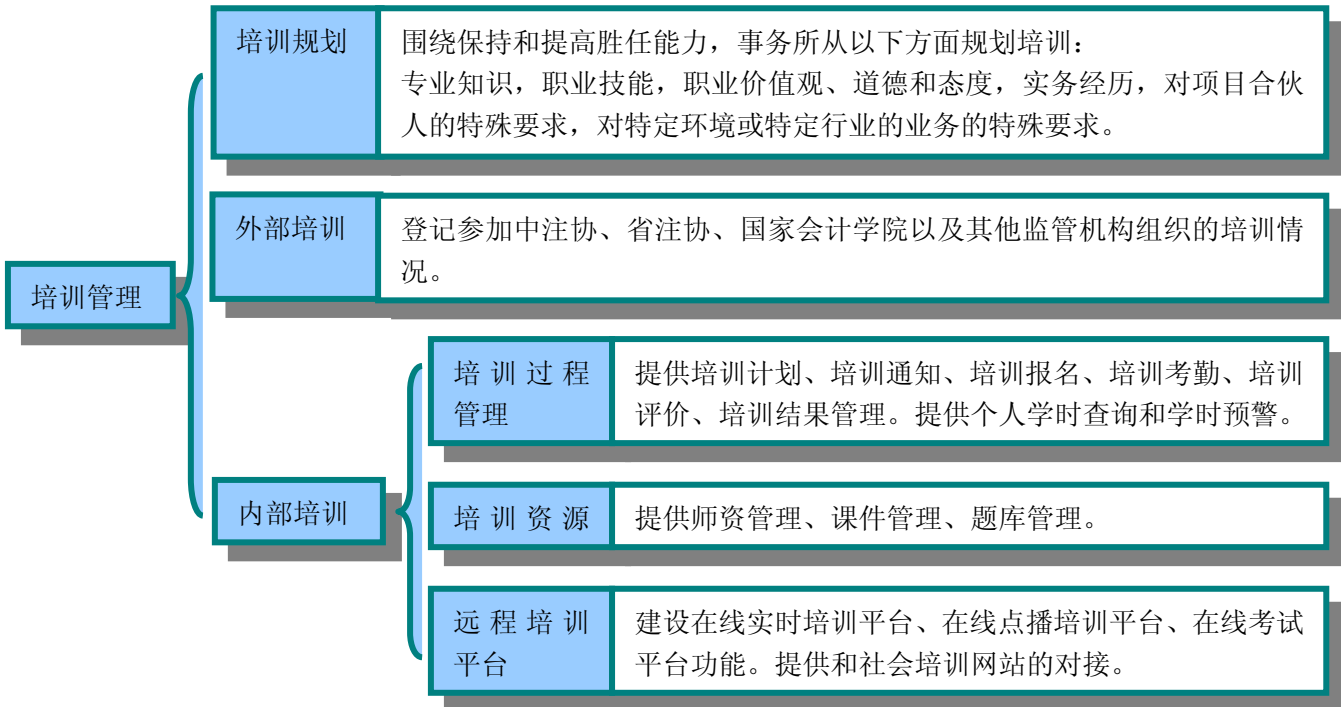 培训规划
围绕保持和提高胜任能力，事务所从以下方面规划培训：
专业知识，职业技能，职业价值观、道德和态度，实务经历，对项目合伙
人的特殊要求，对特定环境或特定行业的业务的特殊要求。
外部培训
登记参加中注协、省注协、国家会计学院以及其他监管机构组织的培训情
况。
培训管理
培训过程
管理
提供培训计划、培训通知、培训报名、培训考勤、培训
评价、培训结果管理。提供个人学时查询和学时预警。
内部培训
培训资源
提供师资管理、课件管理、题库管理。
远程培训
平台
建设在线实时培训平台、在线点播培训平台、在线考试
平台功能。提供和社会培训网站的对接。